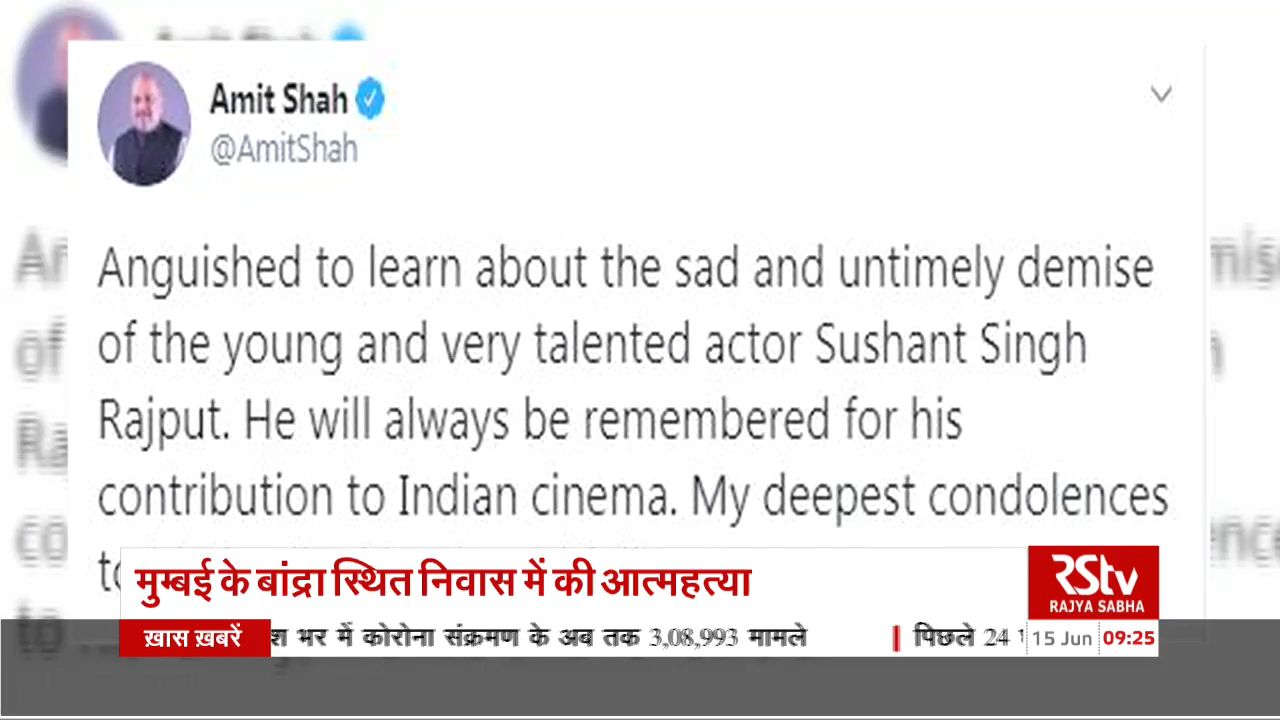 Amit Shah
@AmitShah
Anguished to learn about the sad and untimely demise
of the young and very talented actor Sushant Singh
Rajput. He will always be remembered for his
contribution to Indian cinema. My deepest condolences
मुम्बई के बांद्रा स्थित निवास में की आत्महत्या
RSTV
RAJYA SABHA
ख़ास ख़बरें
भर में कोरोना संक्रमण के अब तक 3,08,993 मामले
पिछले 24
15 Jun
09:25